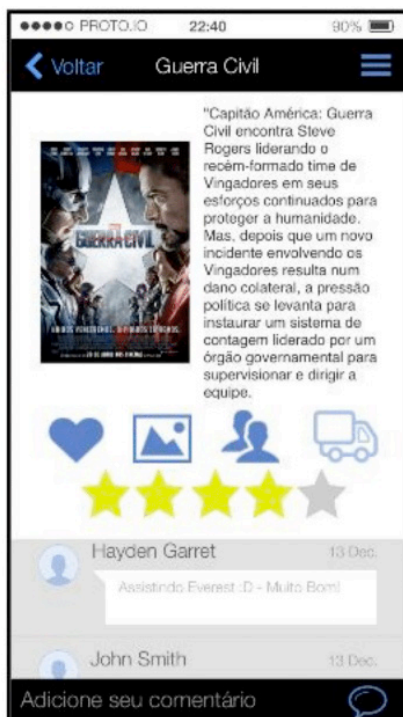 PROTO.IO 22:40 90%
Voltar Guerra Civil
"Capitão América: Guerra
Civil encontra Steve
Rogers liderando o
recém-formado time de
Vingadores em seus
esforços continuados para
proteger a humanidade.
Mas, depois que um novo
incidente envolvendo os
Vingadores resulta num
dano colateral, a pressão
política se levanta para
instaurar um sistema de
contagem liderado por um
órgão governamental para
supervisionar e dirigir a
equipe.
GUERRA CIVIL
Hayden Garret 13 Dec.
Assistindo Everest :D - Muito Bom!
John Smith 13 Dec.
Adicione seu comentário